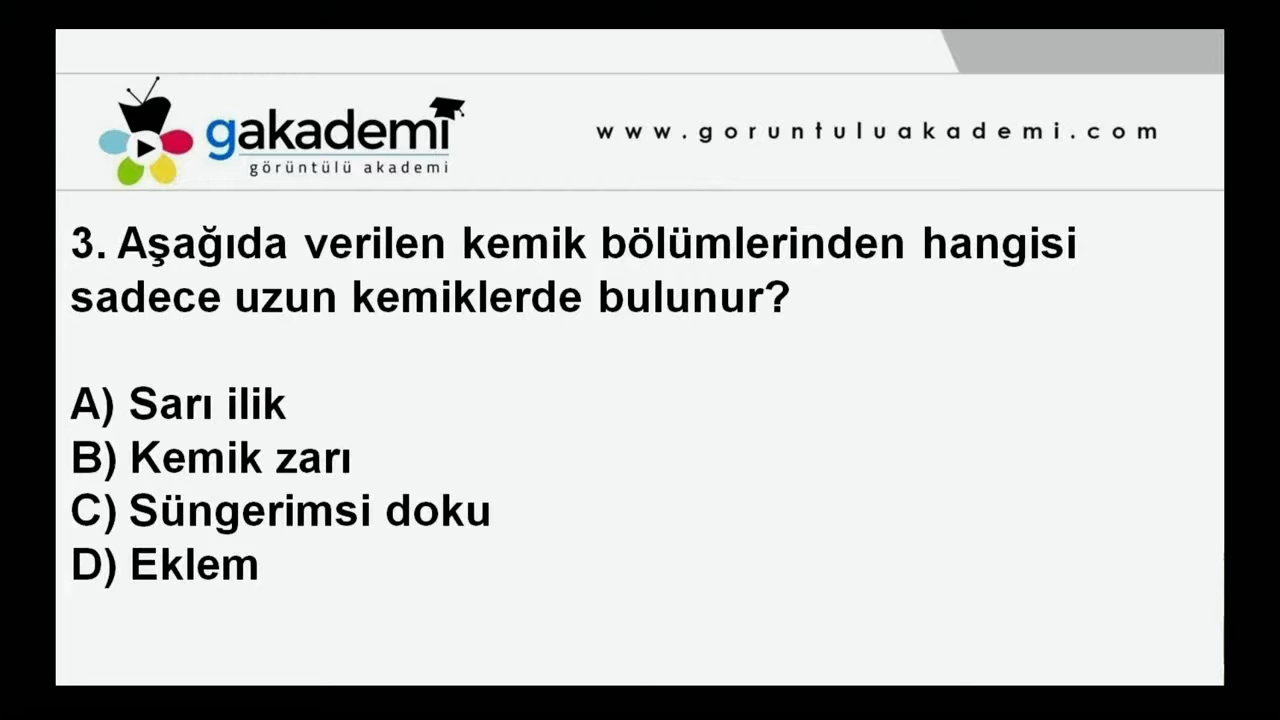 gakademi
görüntülü akademi
www.goruntuluakademi.com
3. Aşağıda verilen kemik bölümlerinden hangisi
sadece uzun kemiklerde bulunur?
A) Sarı ilik
B) Kemik zarı
C) Süngerimsi doku
D) Eklem